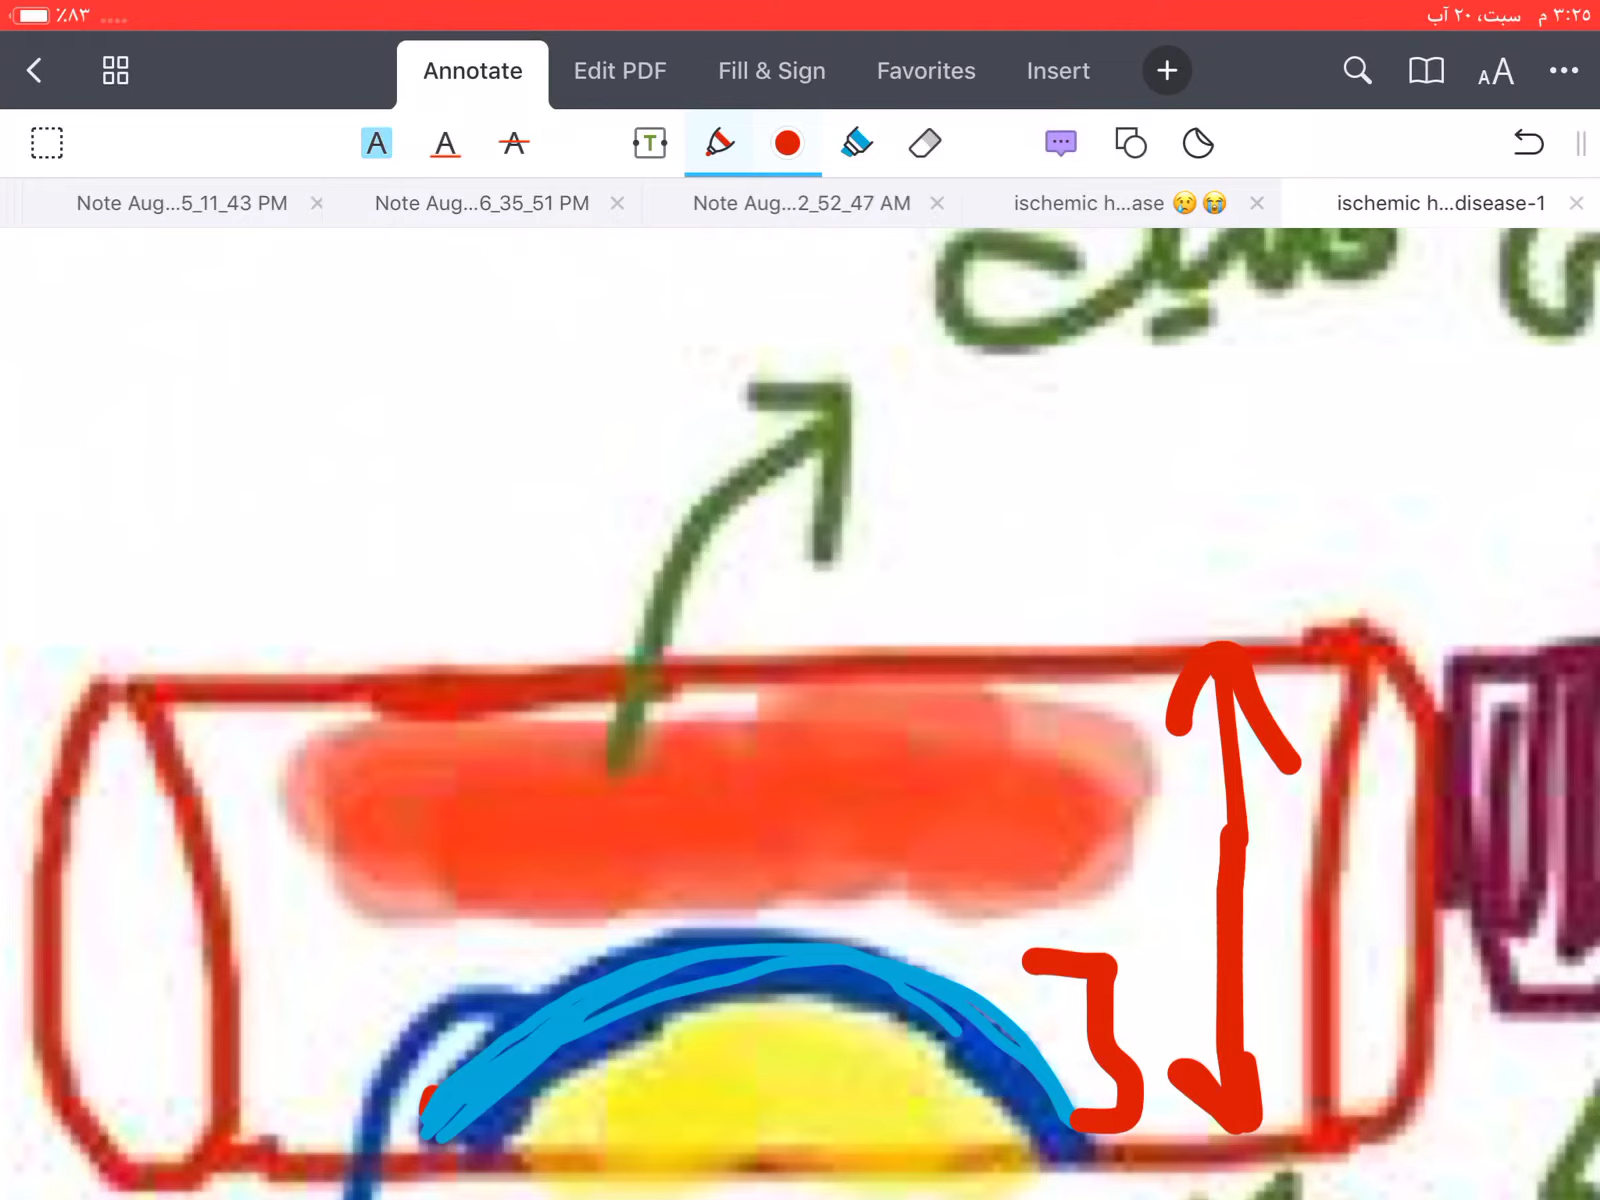 ٪٨٣ سبت، ٢٠ آب ٣:٢٥ م
Annotate Edit PDF Fill & Sign Favorites Insert
AA
A A A T
Note Aug...5_11_43 PM Note Aug...6_35_51 PM Note Aug...2_52_47 AM ischemic h...ase 😢 😭 ischemic h...disease-1